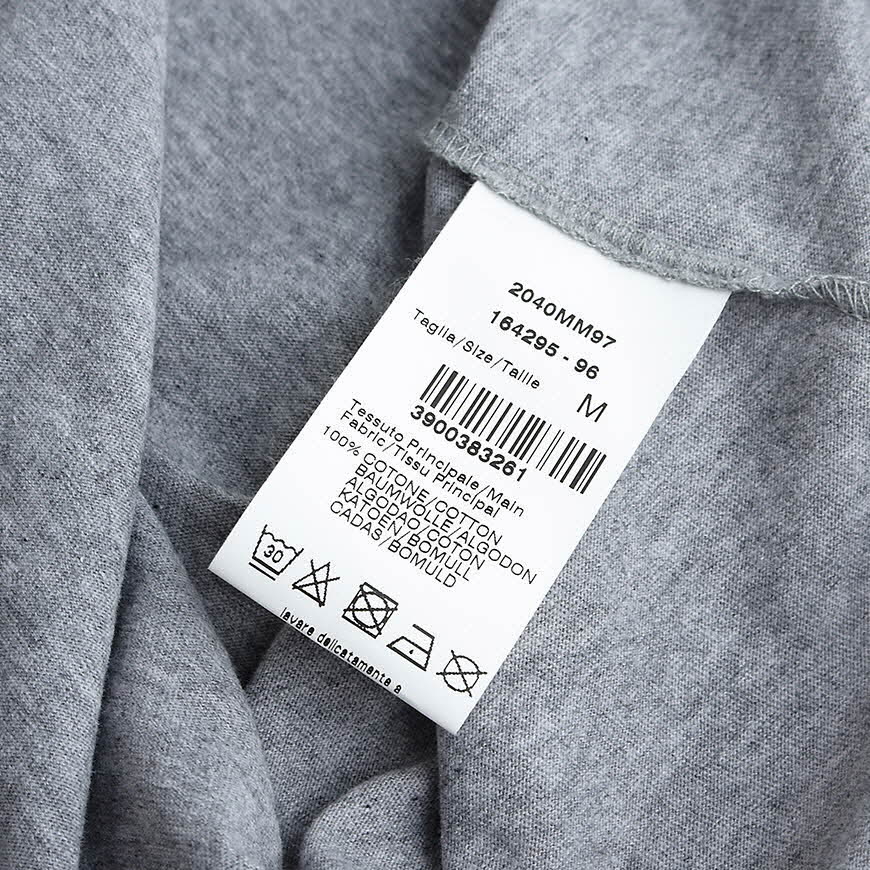 2040MM97
164295 - 96
Taglia/Size/Taille
M
3900383261
Tessuto Principale/Main
Fabric/Tissu Principal
100% COTONE/COTTON
BAUMWOLLE/ALGODON
ALGODAO/COTON
KATOEN/BOMULL
CADAS/BOMULD
30
lavare delicatamente a